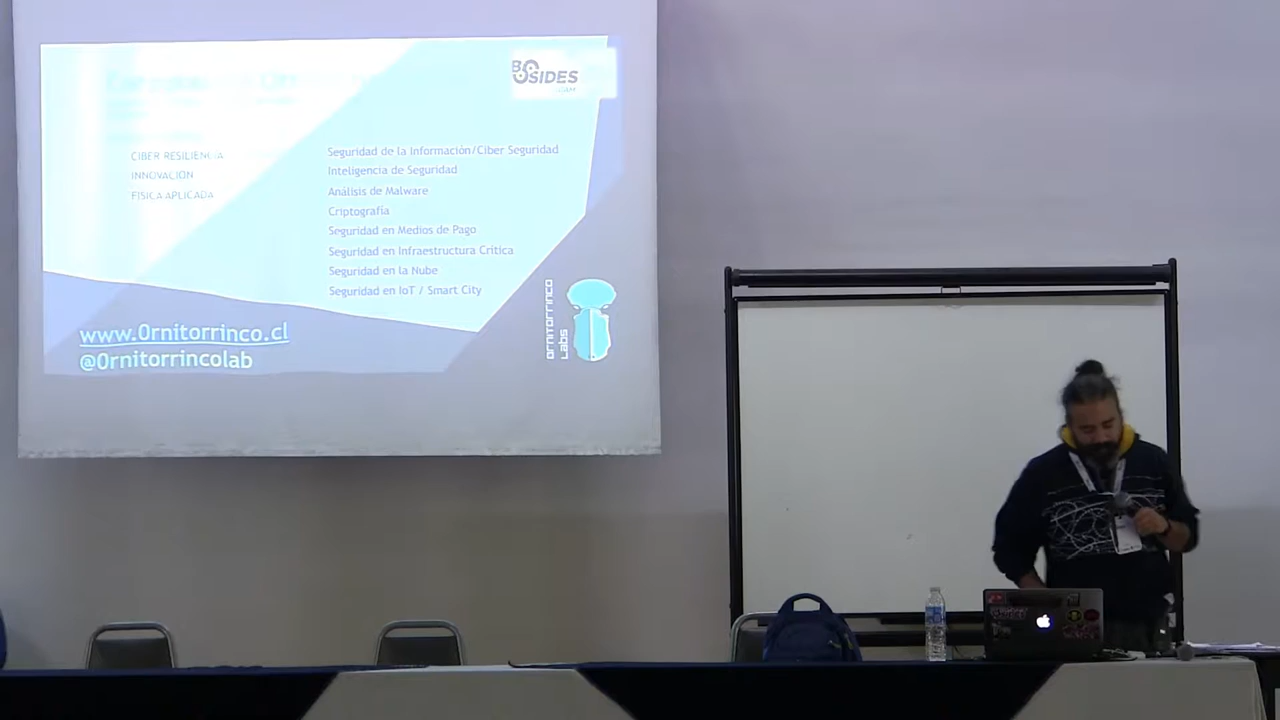 BSIDES
CIBER RESILIENCIA
INNOVACIÓN
FISICA APLICADA
Seguridad de la Información/Ciber Seguridad
Inteligencia de Seguridad
Análisis de Malware
Criptografía
Seguridad en Medios de Pago
Seguridad en Infraestructura Crítica
Seguridad en la Nube
Seguridad en IoT / Smart City
www.0rnitorrinco.cl
@0rnitorrincolab
ORNITORRINCO
LABS